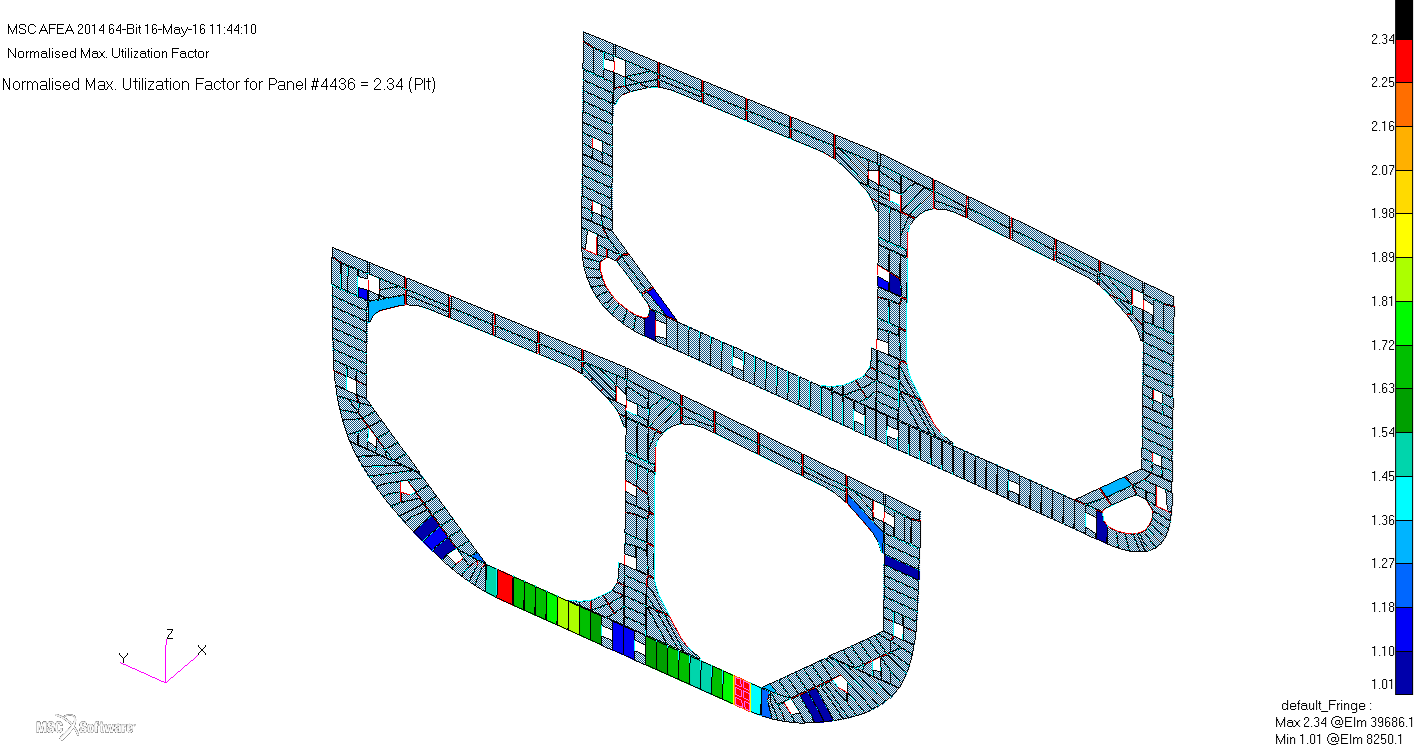 MSC AFEA 2014 64-Bit 16-May-16 11:44:10
Normalised Max. Utilization Factor
Normalised Max. Utilization Factor for Panel #4436 = 2.34 (Plt)
2.34
2.25
2.16
2.07
1.98
1.89
1.81
1.72
1.63
1.54
1.45
1.36
1.27
1.18
1.10
1.01
Z
Y
X
MSC Software
default_Fringe :
Max 2.34 @Elm 39686.1
Min 1.01 @Elm 8250.1